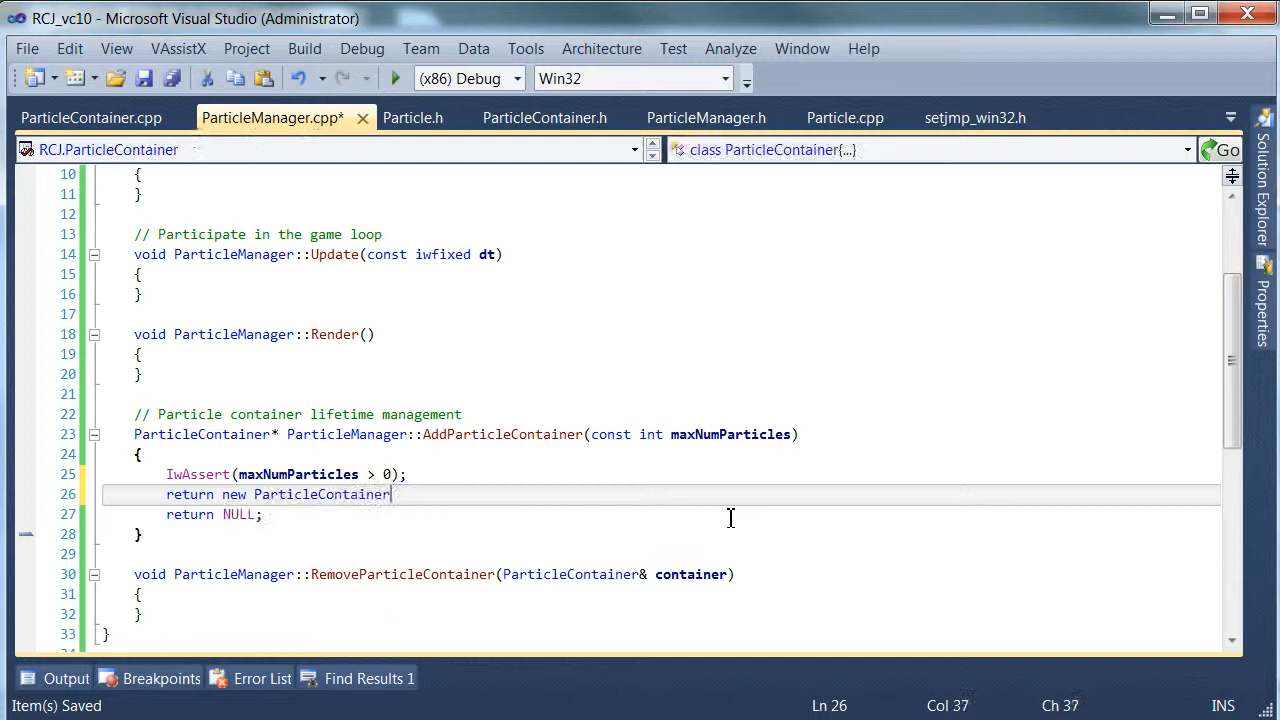 RCJ_vc10 - Microsoft Visual Studio (Administrator)
File Edit View VAssistX Project Build Debug Team Data Tools Architecture Test Analyze Window Help
(x86) Debug Win32
ParticleContainer.cpp ParticleManager.cpp* Particle.h ParticleContainer.h ParticleManager.h Particle.cpp setjmp_win32.h
RCJ.ParticleContainer class ParticleContainer{...} Go
10 {
11 }
12
13 // Participate in the game loop
14 void ParticleManager::Update(const iwfixed dt)
15 {
16 }
17
18 void ParticleManager::Render()
19 {
20 }
21
22 // Particle container lifetime management
23 ParticleContainer* ParticleManager::AddParticleContainer(const int maxNumParticles)
24 {
25 IwAssert(maxNumParticles > 0);
26 return new ParticleContainer
27 return NULL;
28 }
29
30 void ParticleManager::RemoveParticleContainer(ParticleContainer& container)
31 {
32 }
33 }
Solution Explorer
Properties
Output Breakpoints Error List Find Results 1
Item(s) Saved Ln 26 Col 37 Ch 37 INS